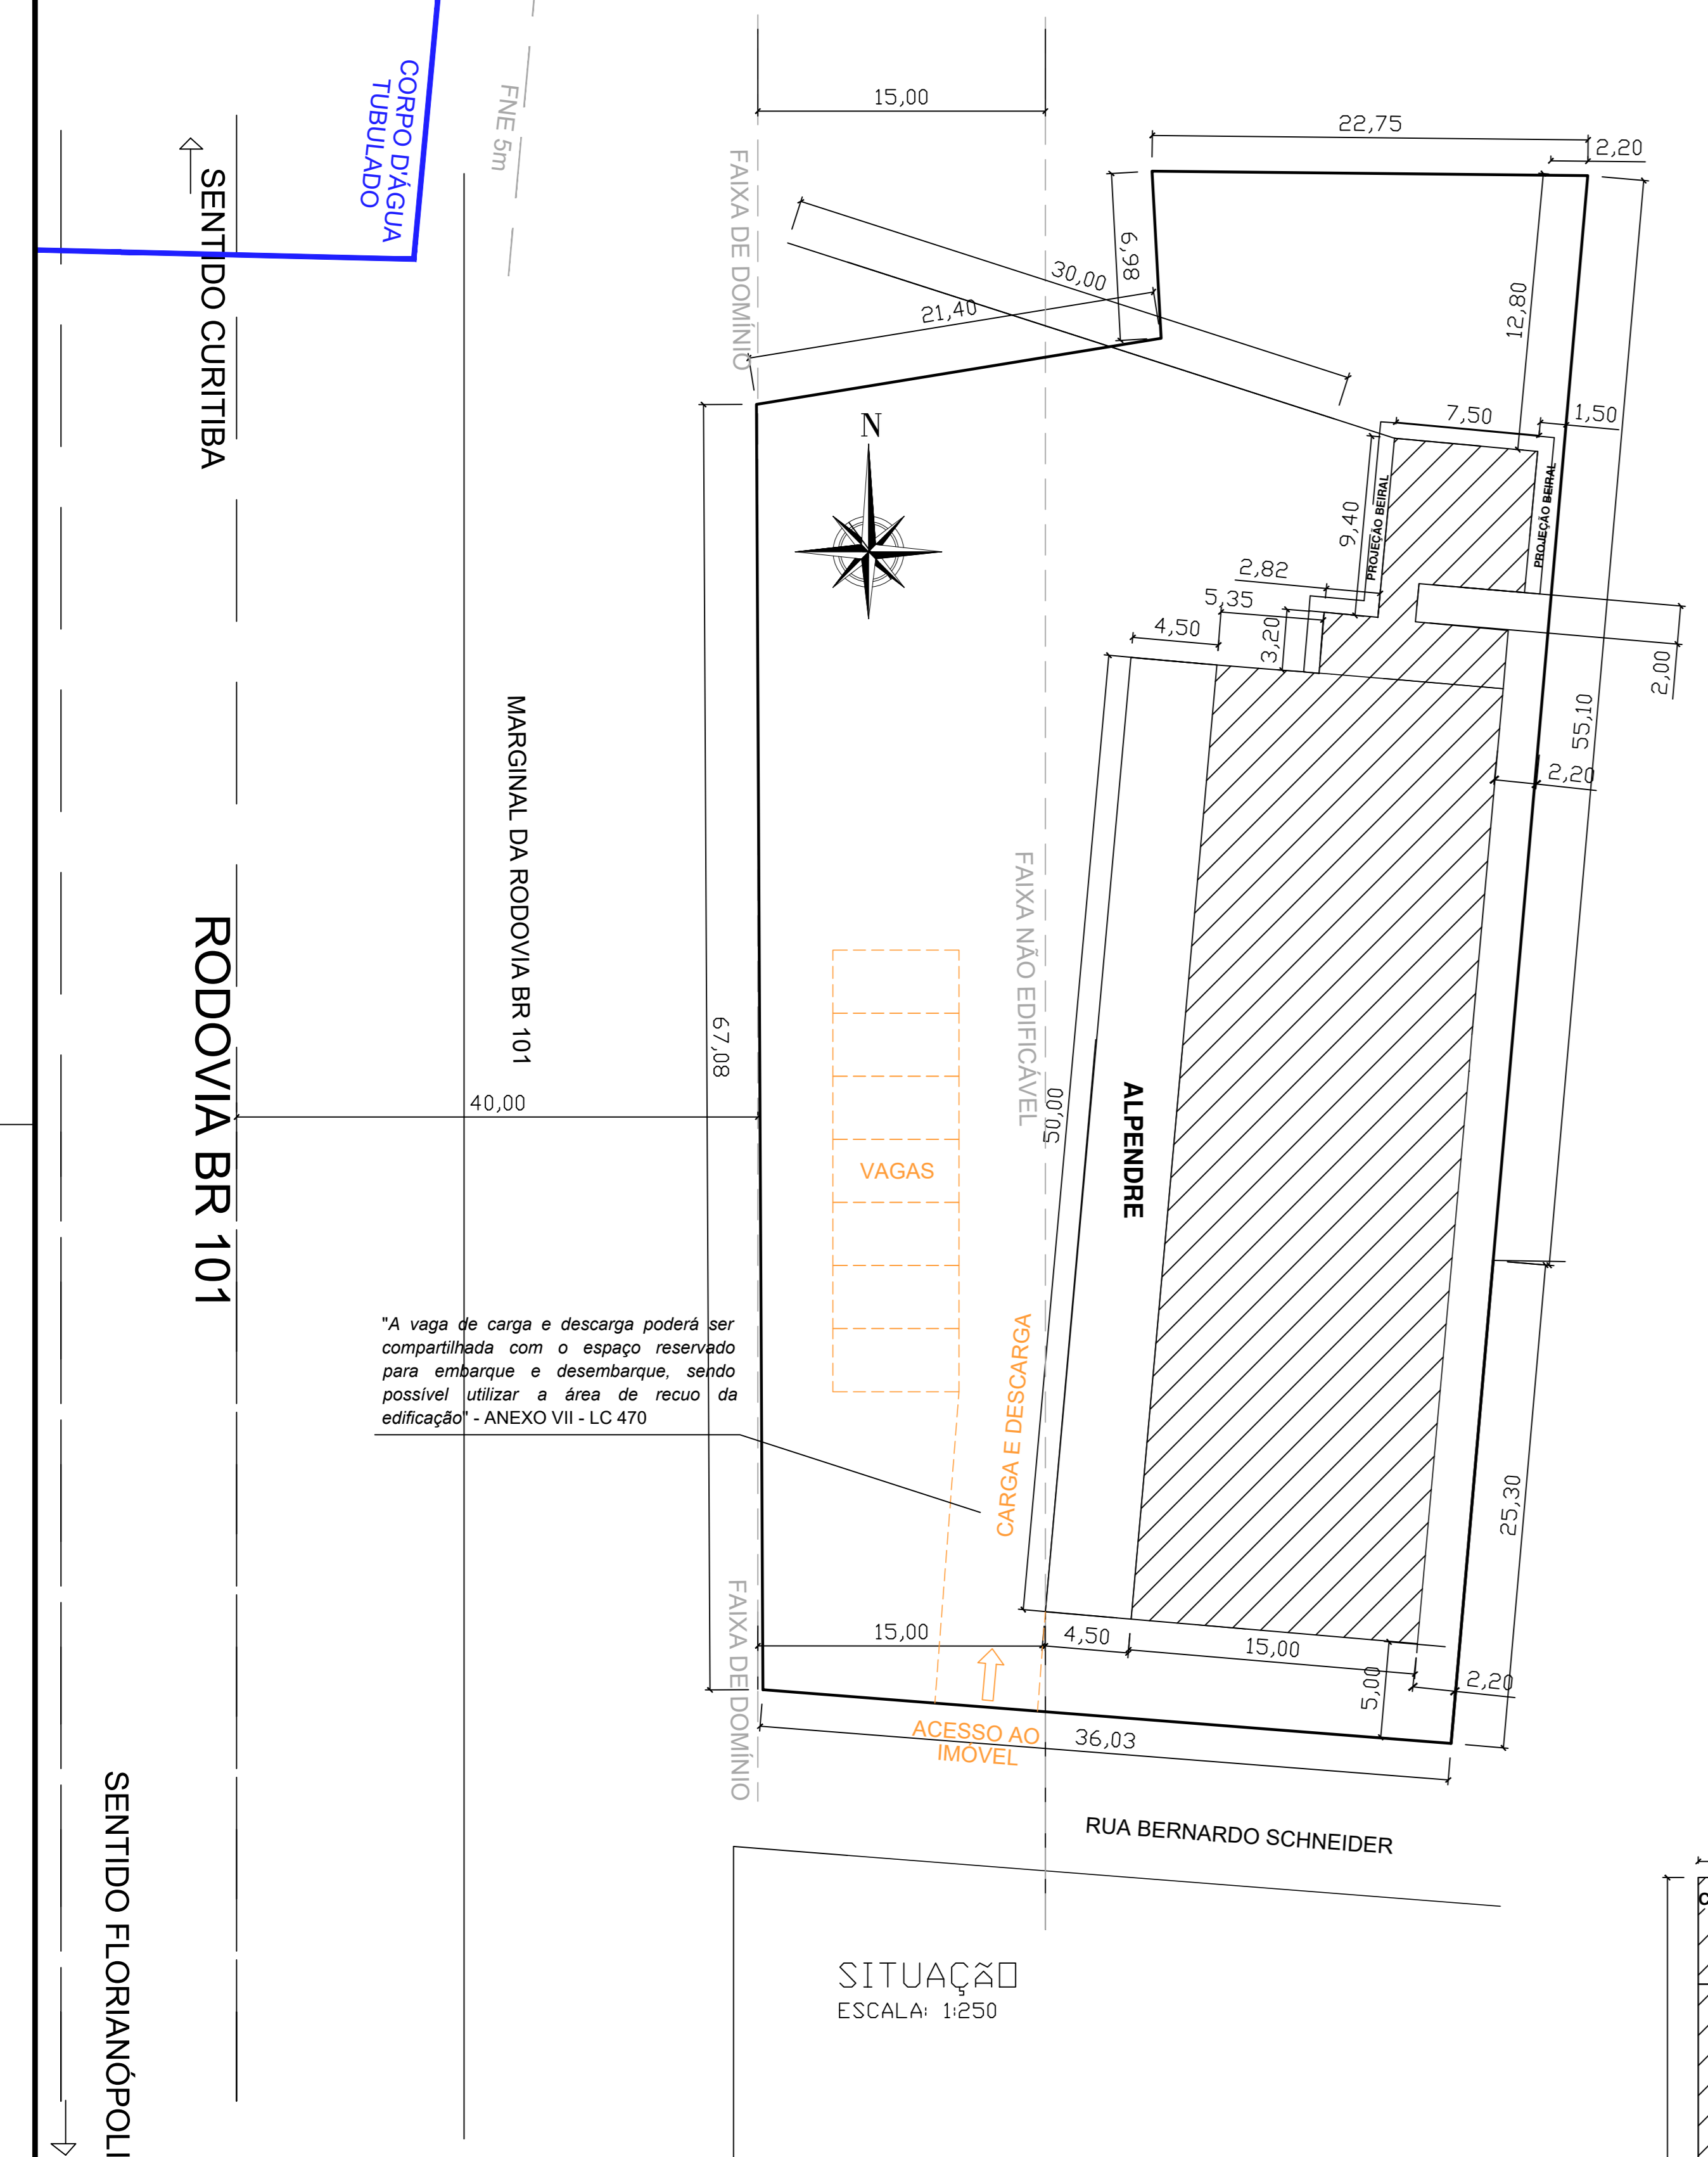 CORPO D'ÁGUA
TUBULADO
FNE 5m
15,00
22,75
2,20
SENTIDO CURITIBA
FAIXA DE DOMÍNIO
8,69
30,00
21,40
12,80
N
7,50
1,50
9,40
PROJEÇÃO BEIRAL
PROJEÇÃO BEIRAL
2,82
5,35
4,50
3,20
2,00
55,10
2,20
MARGINAL DA RODOVIA BR 101
RODOVIA BR 101
FAIXA NÃO EDIFICÁVEL
67,08
40,00
50,00
ALPENDRE
VAGAS
"A vaga de carga e descarga poderá ser
compartilhada com o espaço reservado
para embarque e desembarque, sendo
possível utilizar a área de recuo da
edificação" - ANEXO VII - LC 470
CARGA E DESCARGA
25,30
FAIXA DE DOMÍNIO
15,00
4,50
15,00
5,00
2,20
ACESSO AO
IMÓVEL
36,03
SENTIDO FLORIANÓPOLI
RUA BERNARDO SCHNEIDER
SITUAÇÃO
ESCALA: 1:250